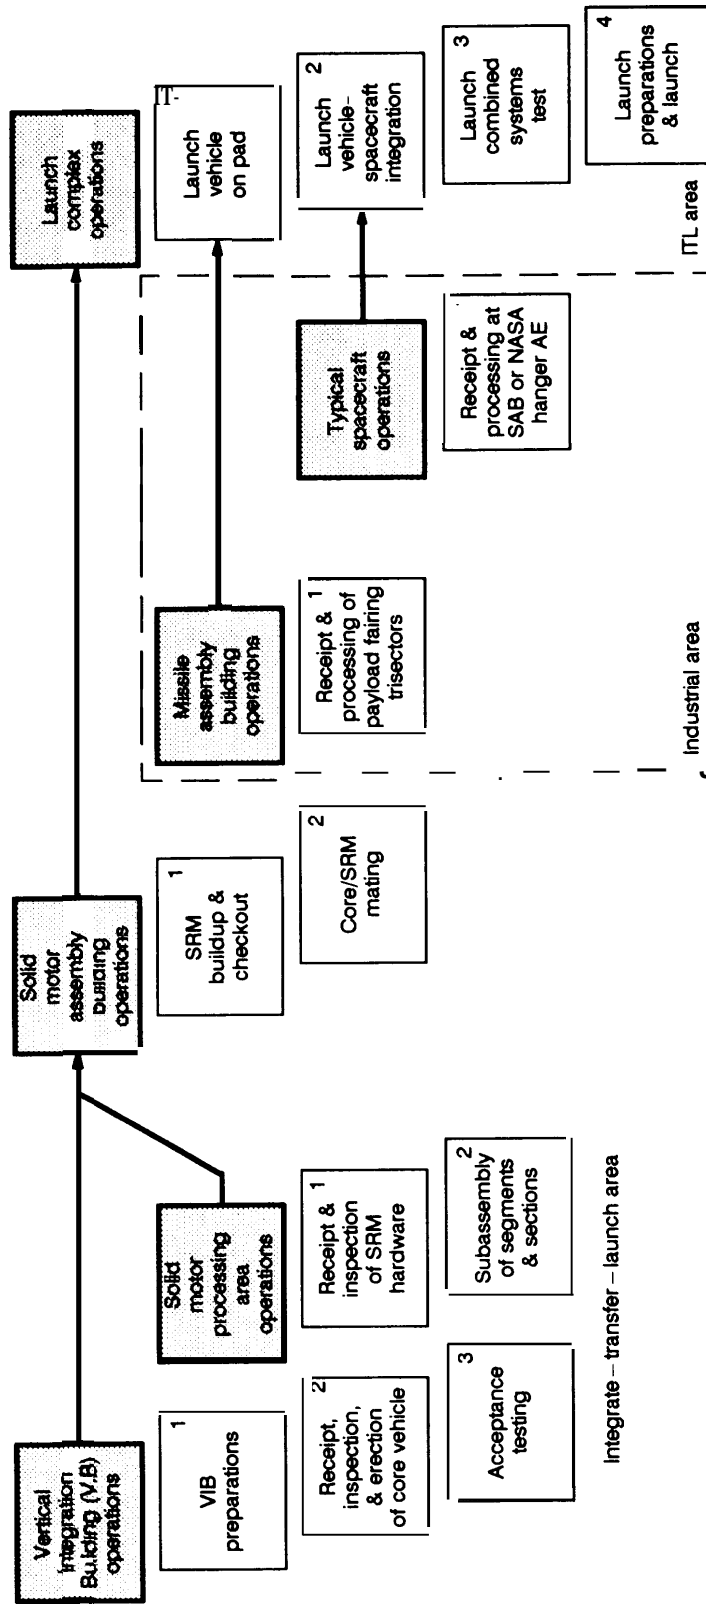 Vertical
integration
Building (V.B)
operations
1
VIB
preparations
2
Receipt,
inspection,
& erection
of core vehicle
3
Acceptance
testing
Solid
motor
processing
area
operations
1
Receipt &
inspection
of SRM
hardware
2
Subassembly
of segments
& sections
Integrate – transfer – launch area
Solid
motor
assembly
building
operations
1
SRM
buildup &
checkout
2
Core/SRM
mating
Missile
assembly
building
operations
1
Receipt &
processing of
payload fairing
trisectors
Industrial area
Typical
spacecraft
operations
Receipt &
processing at
SAB or NASA
hanger AE
Launch
complex
operations
IT-
Launch
vehicle
on pad
2
Launch
vehicle–
spacecraft
integration
3
Launch
combined
systems
test
4
Launch
preparations
& launch
ITL area